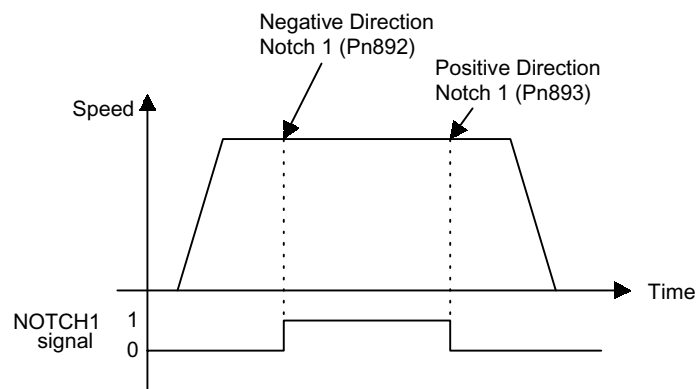 Negative Direction
Notch 1 (Pn892)
Positive Direction
Notch 1 (Pn893)
Speed
Time
NOTCH1
signal
1
0